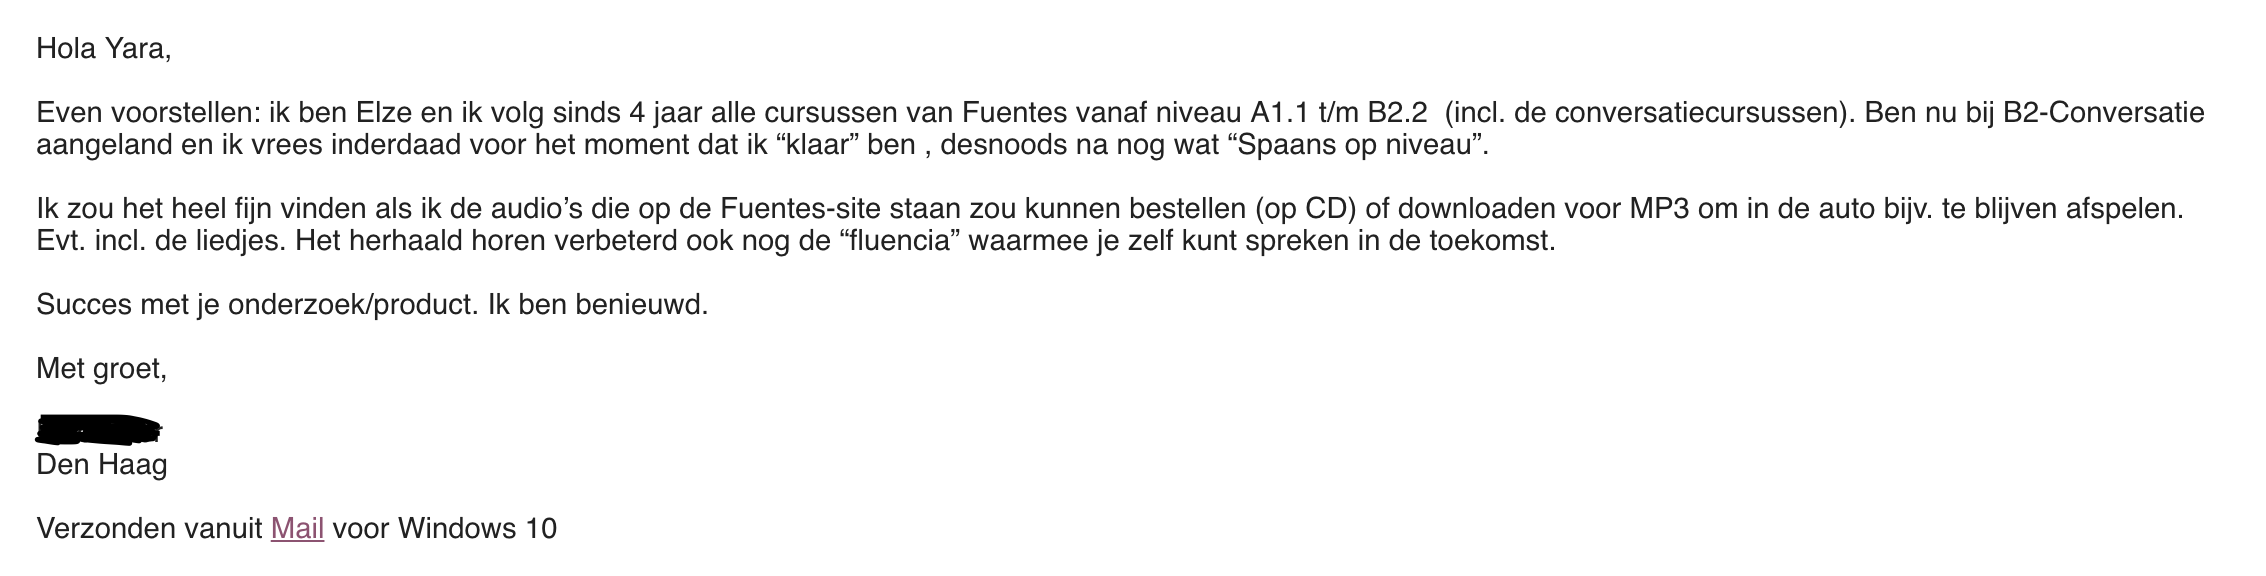 Hola Yara,
Even voorstellen: ik ben Elze en ik volg sinds 4 jaar alle cursussen van Fuentes vanaf niveau A1.1 t/m B2.2  (incl. de conversatiecursussen). Ben nu bij B2-Conversatie
aangeland en ik vrees inderdaad voor het moment dat ik “klaar” ben , desnoods na nog wat “Spaans op niveau”.
Ik zou het heel fijn vinden als ik de audio’s die op de Fuentes-site staan zou kunnen bestellen (op CD) of downloaden voor MP3 om in de auto bijv. te blijven afspelen.
Evt. incl. de liedjes. Het herhaald horen verbeterd ook nog de “fluencia” waarmee je zelf kunt spreken in de toekomst.
Succes met je onderzoek/product. Ik ben benieuwd.
Met groet,
Den Haag
Verzonden vanuit Mail voor Windows 10